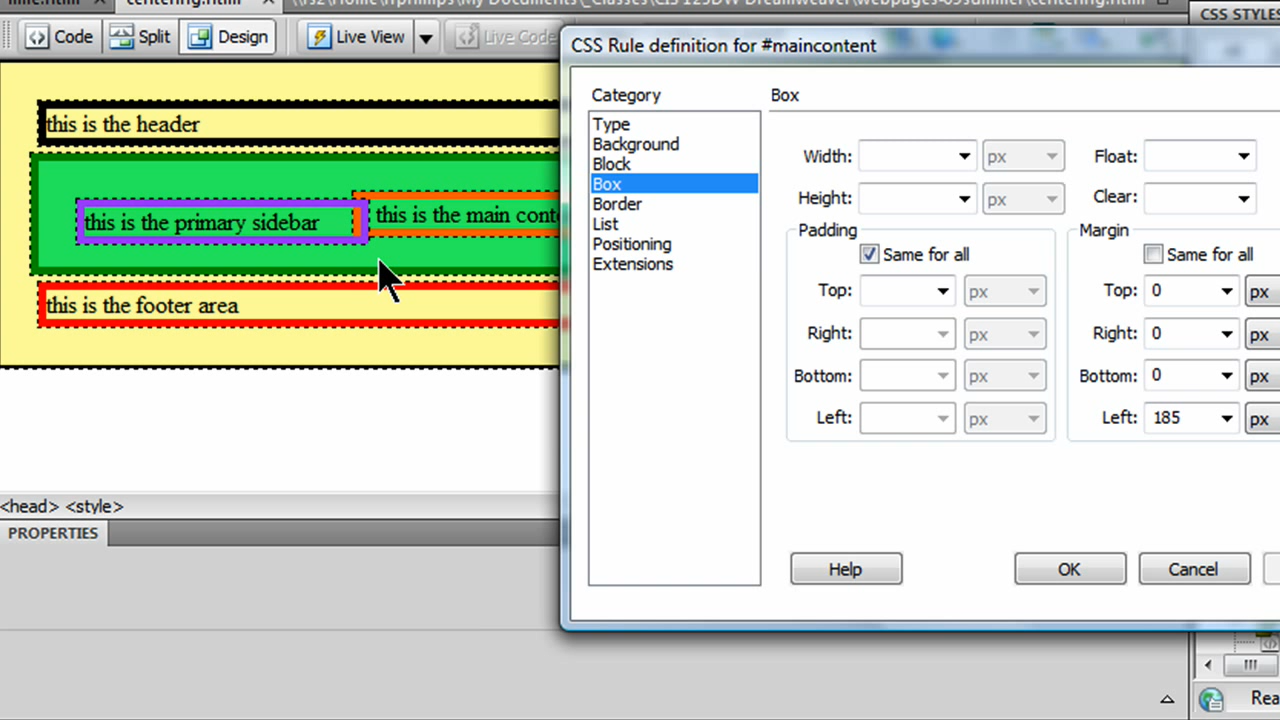 centering.html
CSS STYLES
Code
Split
Design
Live View
Live Code
CSS Rule definition for #maincontent
this is the header
this is the primary sidebar
this is the main conte
this is the footer area
<head> <style>
PROPERTIES
Category
Type
Background
Block
Box
Border
List
Positioning
Extensions
Box
Width: px Float:
Height: px Clear:
Padding Margin
Same for all Same for all
Top: px Top: 0 px
Right: px Right: 0 px
Bottom: px Bottom: 0 px
Left: px Left: 185 px
Help OK Cancel
Rea